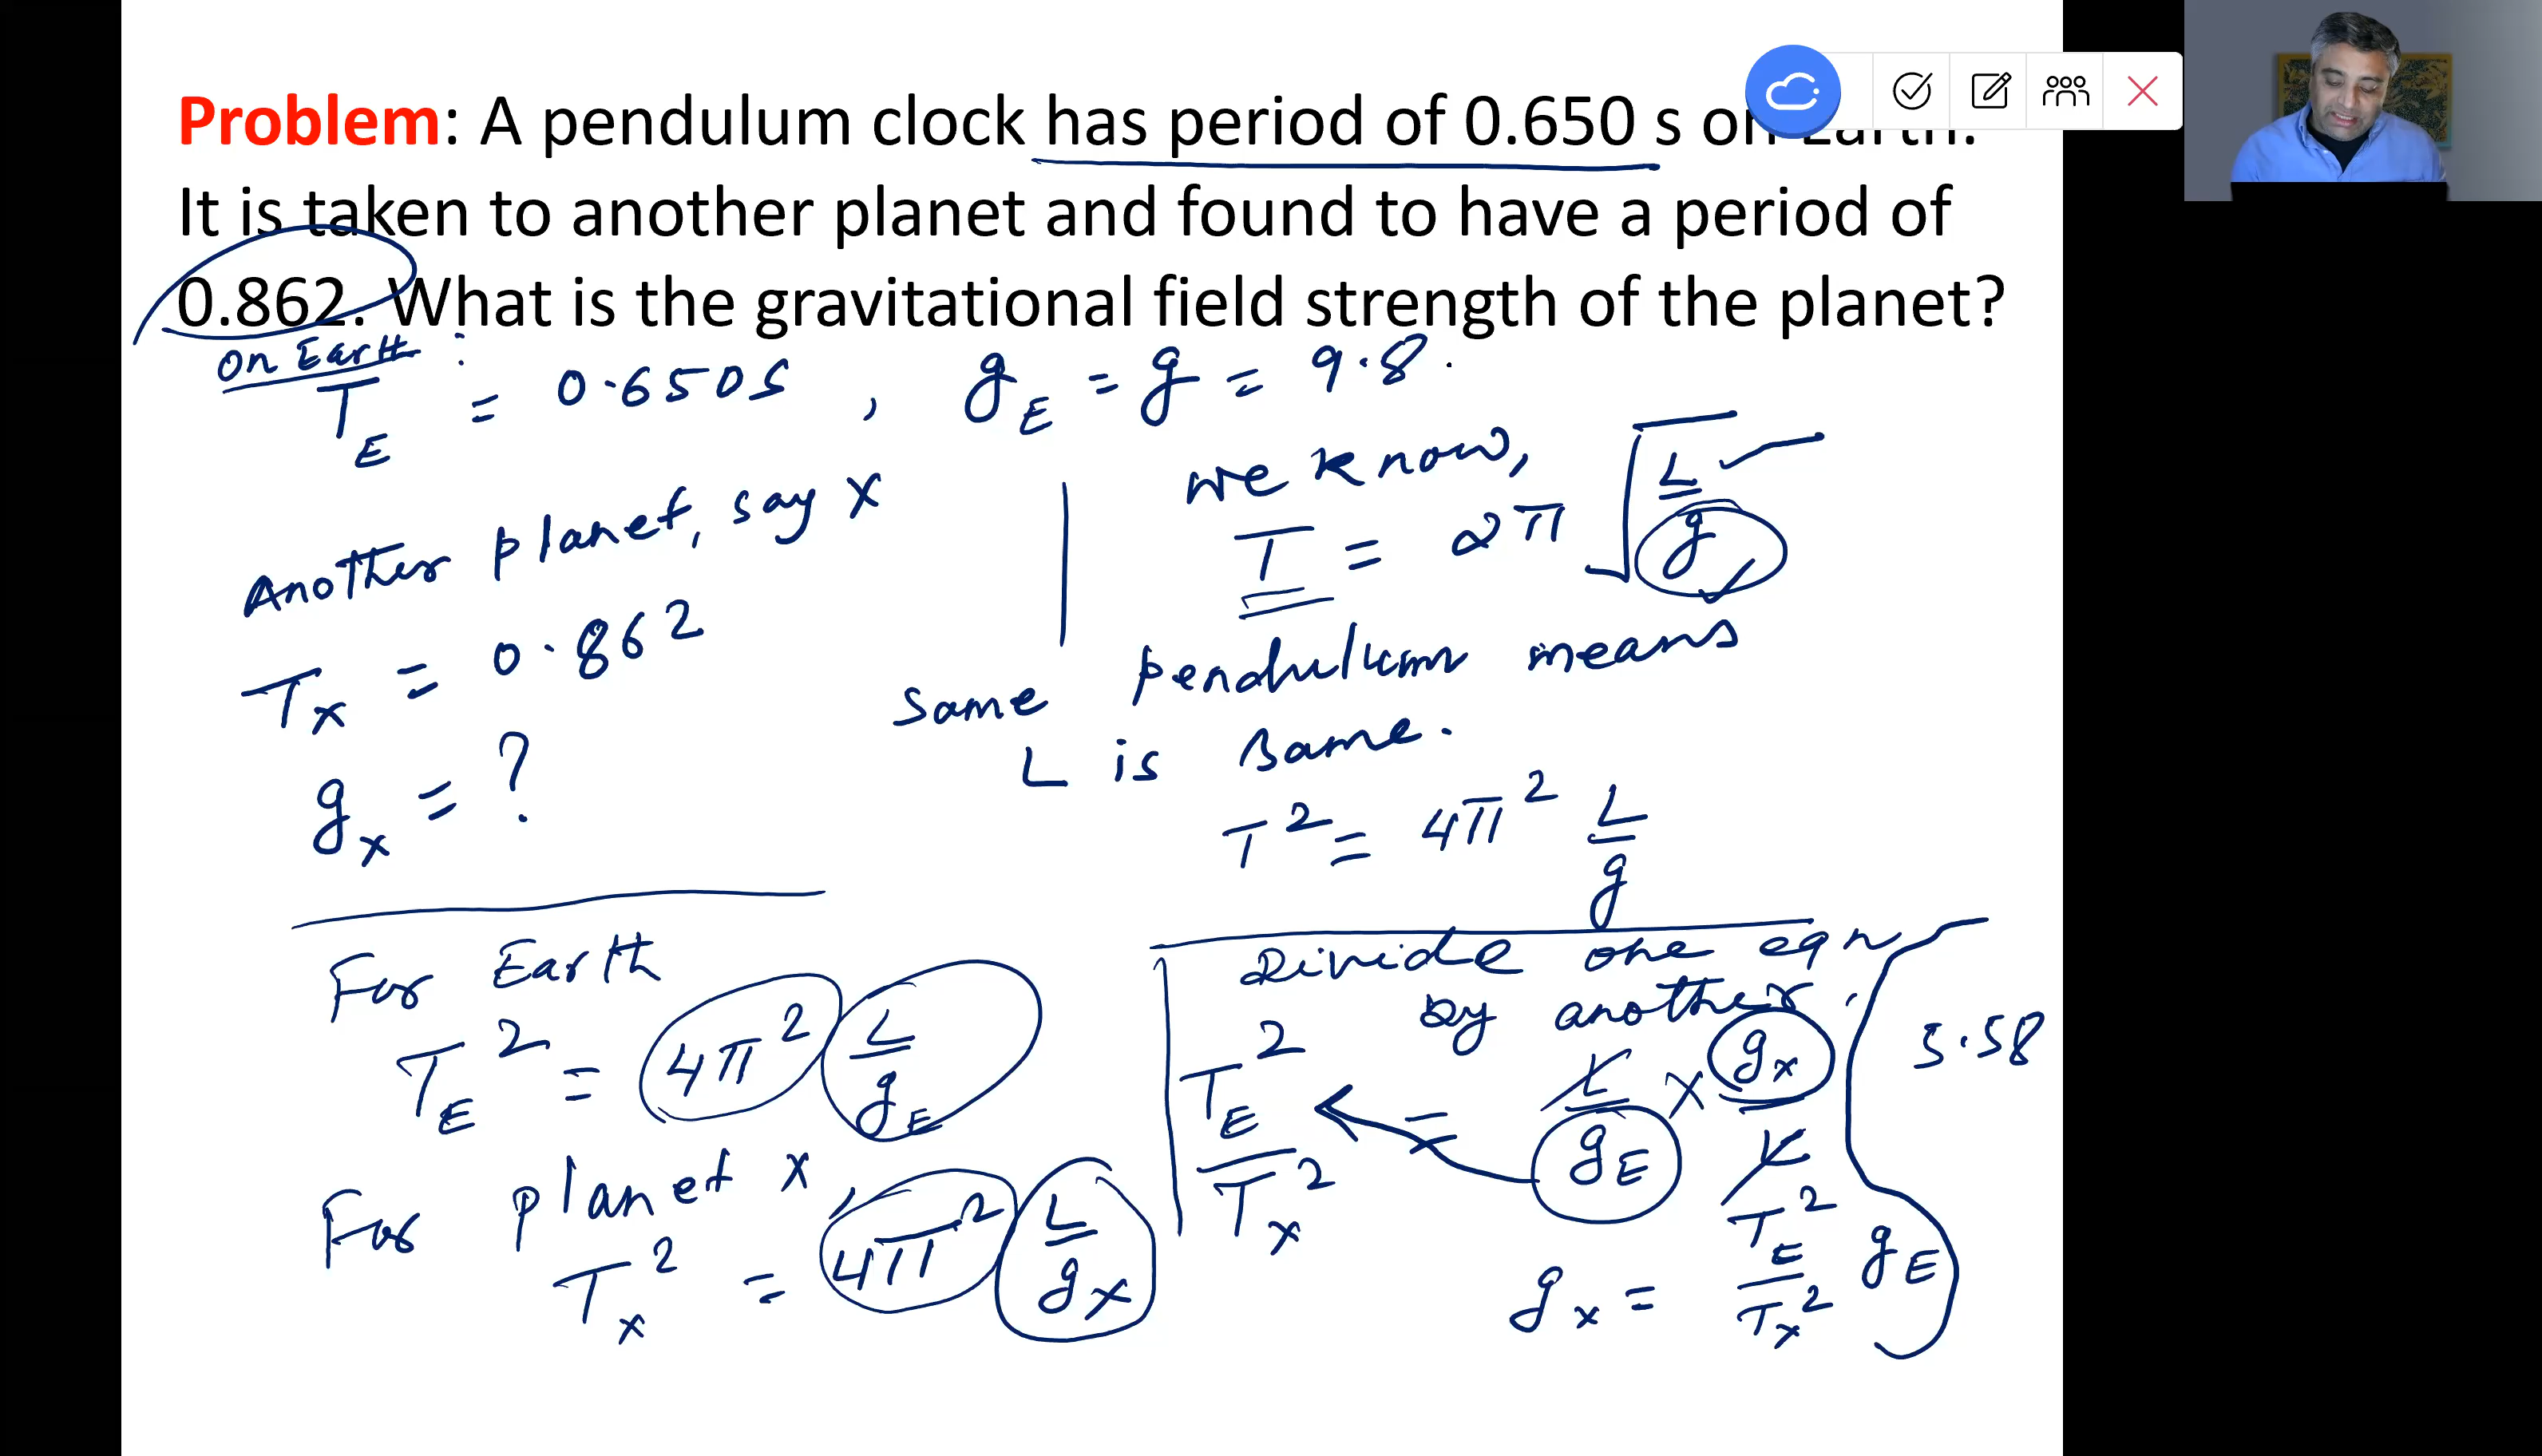 Problem: A pendulum clock has period of 0.650 s on Earth.
It is taken to another planet and found to have a period of
0.862. What is the gravitational field strength of the planet?
On Earth :
T_E = 0.650 s , g_E = g = 9.8
Another planet, say X
T_x = 0.862
g_x = ?
We know,
T = 2π √(L/g)
Same pendulum means
L is same.
T² = 4π² L/g
For Earth
T_E² = 4π² L/g_E
For planet X
T_x² = 4π² L/g_x
Divide one eqn
by another
T_E²/T_x² = L/g_E × g_x/L
g_x = T_E²/T_x² g_E
5.58